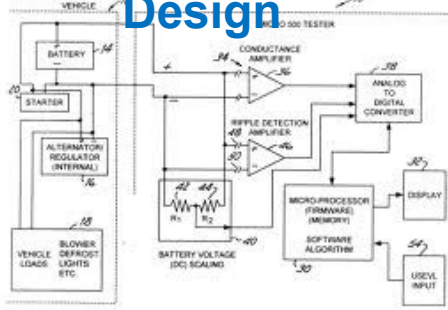 Design
VEHICLE
MICRO 500 TESTER
BATTERY
14
CONDUCTANCE
AMPLIFIER
34
36
38
ANALOG
TO
DIGITAL
CONVERTER
20
STARTER
+
−
RIPPLE DETECTION
AMPLIFIER
48
46
50
ALTERNATOR/
REGULATOR
(INTERNAL)
16
42
44
R1
R2
40
BATTERY VOLTAGE
(DC) SCALING
MICRO-PROCESSOR
(FIRMWARE)
(MEMORY)
SOFTWARE
ALGORITHM
30
32
DISPLAY
54
INPUT
18
VEHICLE
LOADS
BLOWER
DEFROST
LIGHTS
ETC.